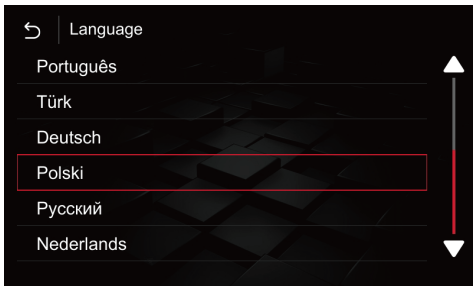 Language
Português
Türk
Deutsch
Polski
Русский
Nederlands